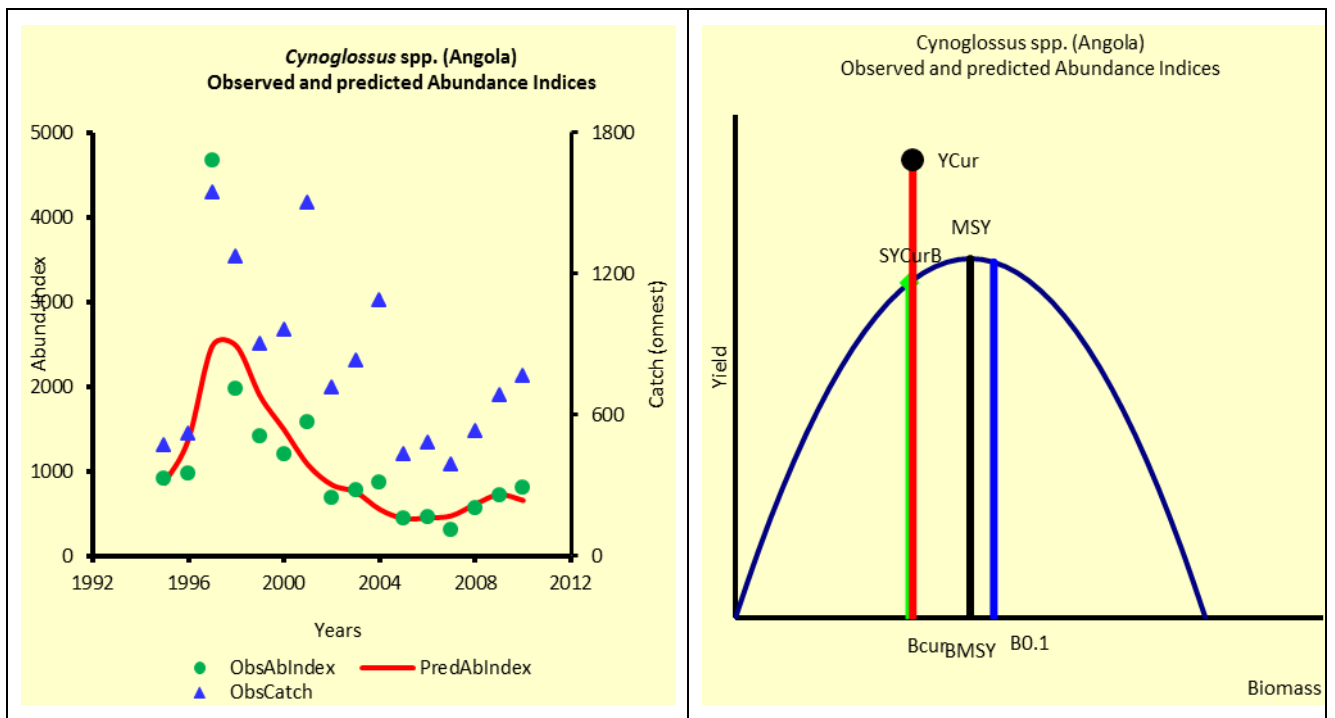 Cynoglossus spp. (Angola)
Observed and predicted Abundance Indices
5000
4000
3000
2000
1000
0
Abund.Index
1800
1200
600
0
Catch (onnest)
1992 1996 2000 2004 2008 2012
Years
ObsAbIndex PredAbIndex
ObsCatch
Cynoglossus spp. (Angola)
Observed and predicted Abundance Indices
YCur
MSY
SYCurB
Yield
Bcur BMSY B0.1
Biomass